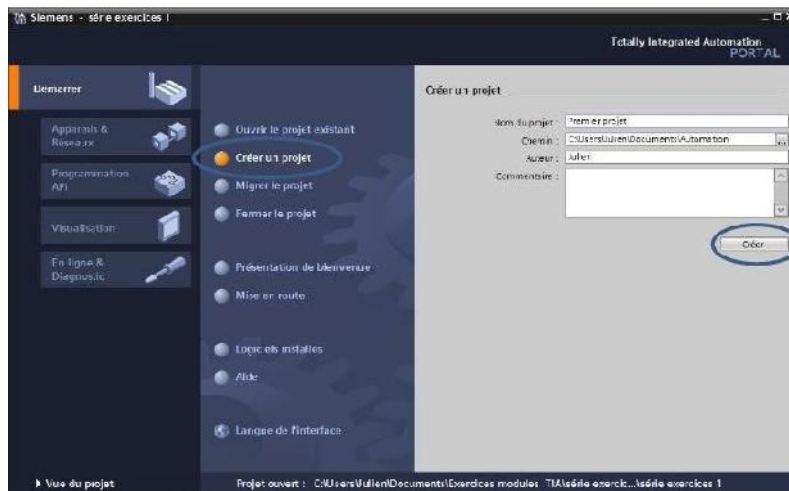 Siemens - série exercices 1
Totally Integrated Automation
PORTAL
Démarrer
Appareils &
Réseaux
Programmation
API
Visualisation
En ligne &
Diagnostic
Ouvrir le projet existant
Créer un projet
Migrer le projet
Fermer le projet
Présentation de bienvenue
Mise en route
Logiciels installés
Aide
Langue de l'interface
Créer un projet
Nom du projet : Premier projet
Chemin : C:\Users\Julien\Documents\Automation ...
Auteur : Julien
Commentaire :
Créer
Vue du projet
Projet ouvert : C:\Users\Julien\Documents\Exercices modules TIA\série exercic...\série exercices 1